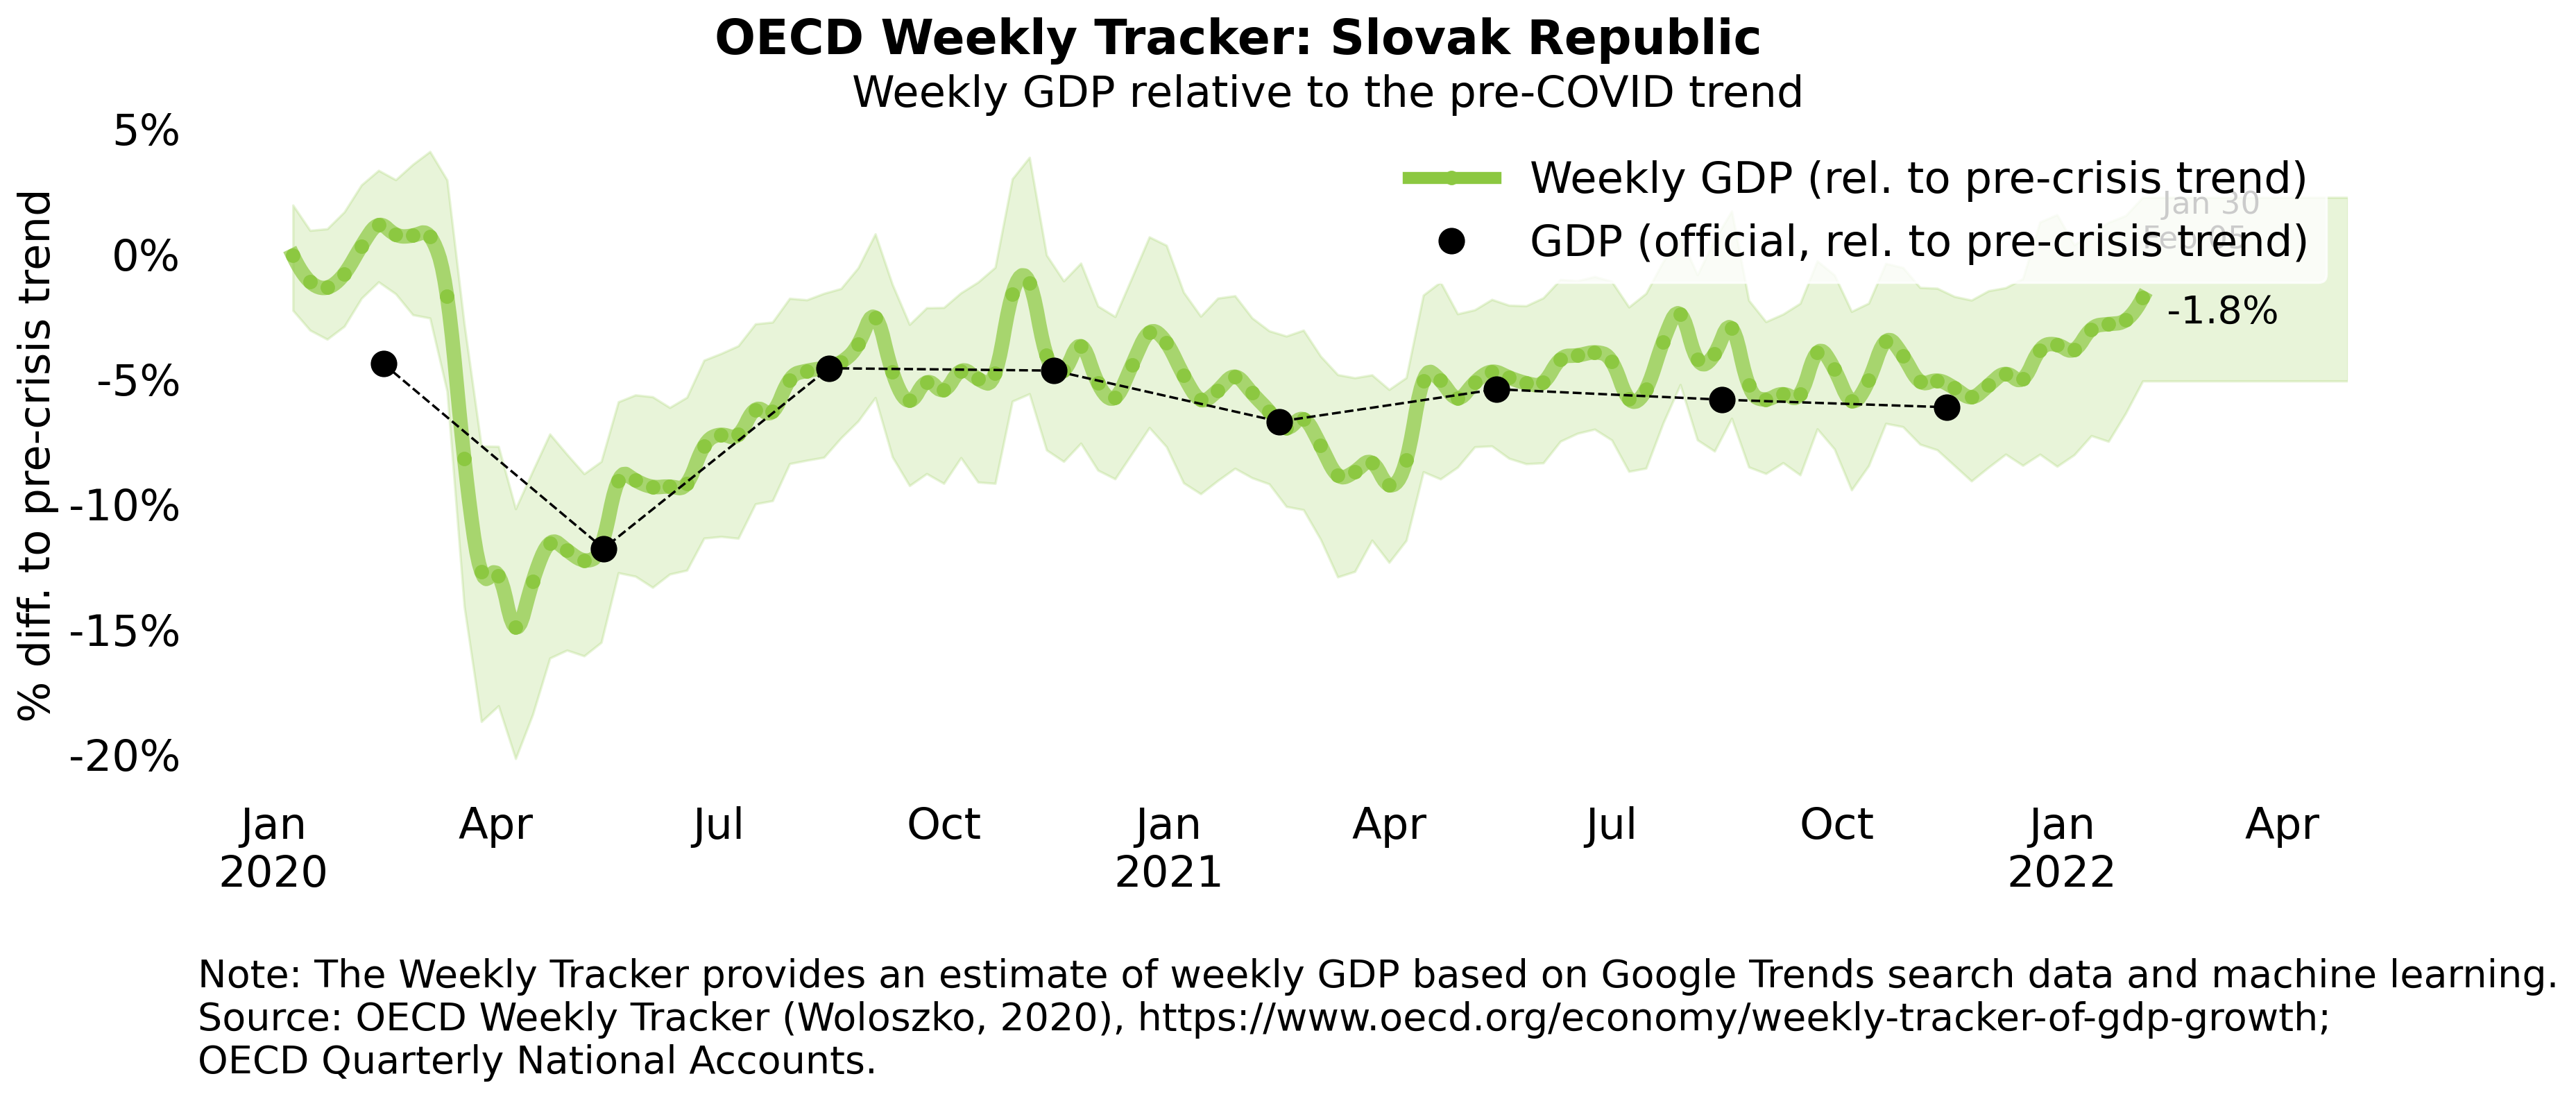 OECD Weekly Tracker: Slovak Republic
Weekly GDP relative to the pre-COVID trend
% diff. to pre-crisis trend
5%
0%
-5%
-10%
-15%
-20%
Weekly GDP (rel. to pre-crisis trend)
GDP (official, rel. to pre-crisis trend)
Jan 30
Feb 05
-1.8%
Jan Apr Jul Oct Jan Apr Jul Oct Jan Apr
2020 2021 2022
Note: The Weekly Tracker provides an estimate of weekly GDP based on Google Trends search data and machine learning.
Source: OECD Weekly Tracker (Woloszko, 2020), https://www.oecd.org/economy/weekly-tracker-of-gdp-growth;
OECD Quarterly National Accounts.